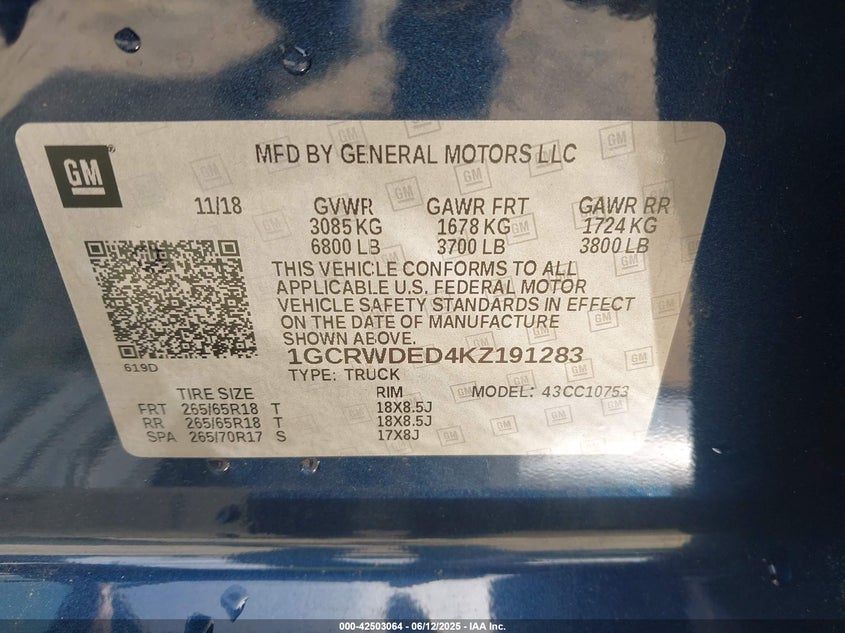 GM
MFD BY GENERAL MOTORS LLC
11/18 GVWR GAWR FRT GAWR RR
3085 KG 1678 KG 1724 KG
6800 LB 3700 LB 3800 LB
THIS VEHICLE CONFORMS TO ALL
APPLICABLE U.S. FEDERAL MOTOR
VEHICLE SAFETY STANDARDS IN EFFECT
ON THE DATE OF MANUFACTURE
SHOWN ABOVE.
1GCRWDED4KZ191283
619D
TYPE: TRUCK
TIRE SIZE RIM MODEL: 43CC10753
FRT 265/65R18 T 18X8.5J
RR 265/65R18 T 18X8.5J
SPA 265/70R17 S 17X8J
000-42503064 - 06/12/2025 - IAA Inc.